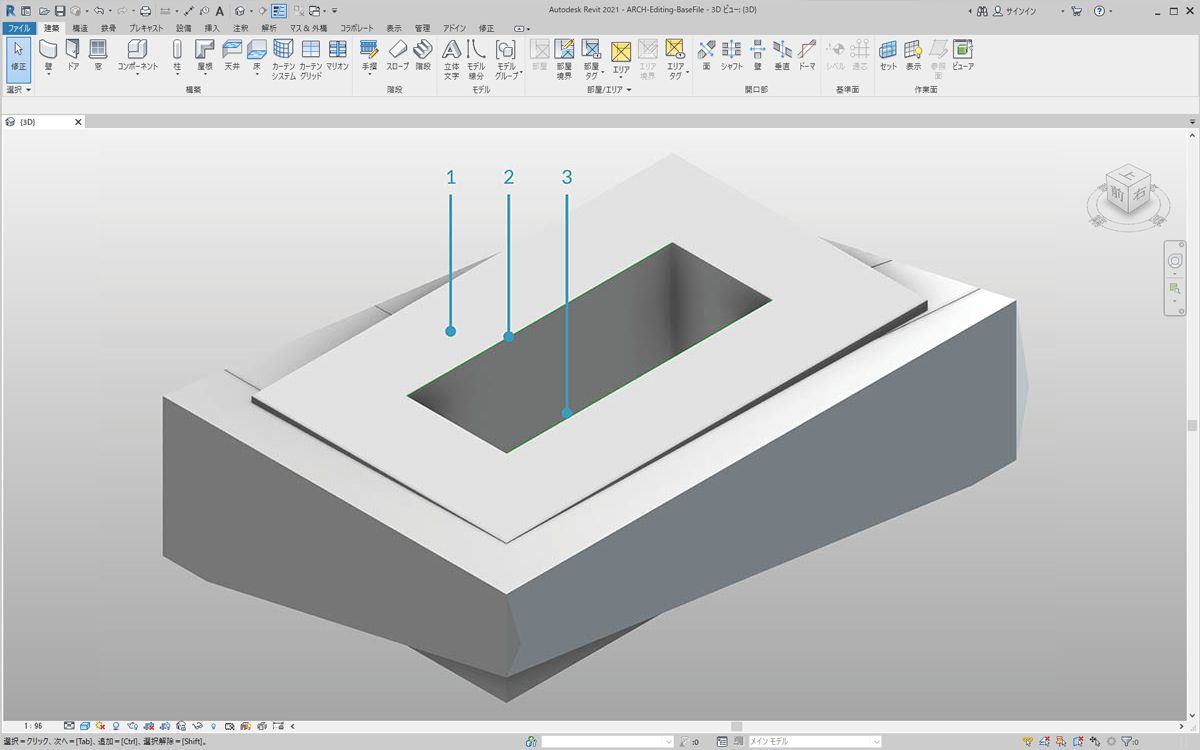 Autodesk Revit 2021 - ARCH-Editing-BaseFile - 3D ビュー: {3D}
サインイン
ファイル 建築 構造 鉄骨 プレキャスト 設備 挿入 注釈 解析 マス & 外構 コラボレート 表示 管理 アドイン 修正
修正 壁 ドア 窓 コンポーネント 柱 屋根 天井 床 カーテン システム カーテン グリッド マリオン 手摺 スロープ 階段 立体 文字 モデル 線分 モデル グループ 部屋 部屋 境界 部屋 タグ エリア エリア 境界 エリア タグ 面 シャフト 壁 垂直 ドーマ レベル 通芯 セット 表示 参照 面 ビューア
選択 構築 階段 モデル 部屋/エリア 開口部 基準面 作業面
{3D}
1 2 3
上
前 右
1 : 96
選択 = クリック、次へ = [Tab]、追加 = [Ctrl]、選択解除 = [Shift]。
:0
メイン モデル
:0